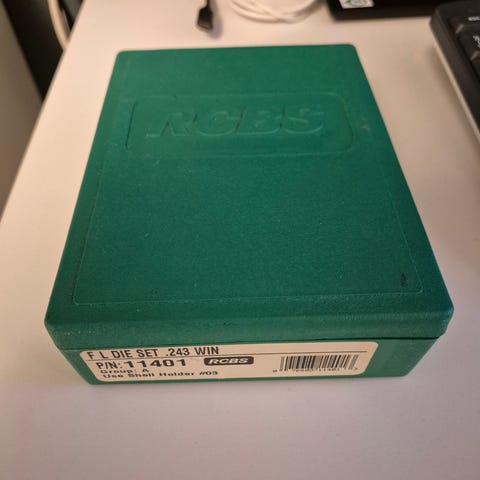 RCBS
F L DIE SET .243 WIN
P/N: 11401 RCBS
Group: A
Use Shell Holder #03